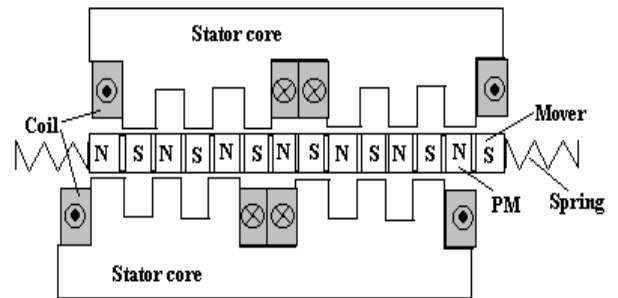 Stator core
Coil
Mover
N S N S N S N S N S N S N S
PM
Spring
Stator core